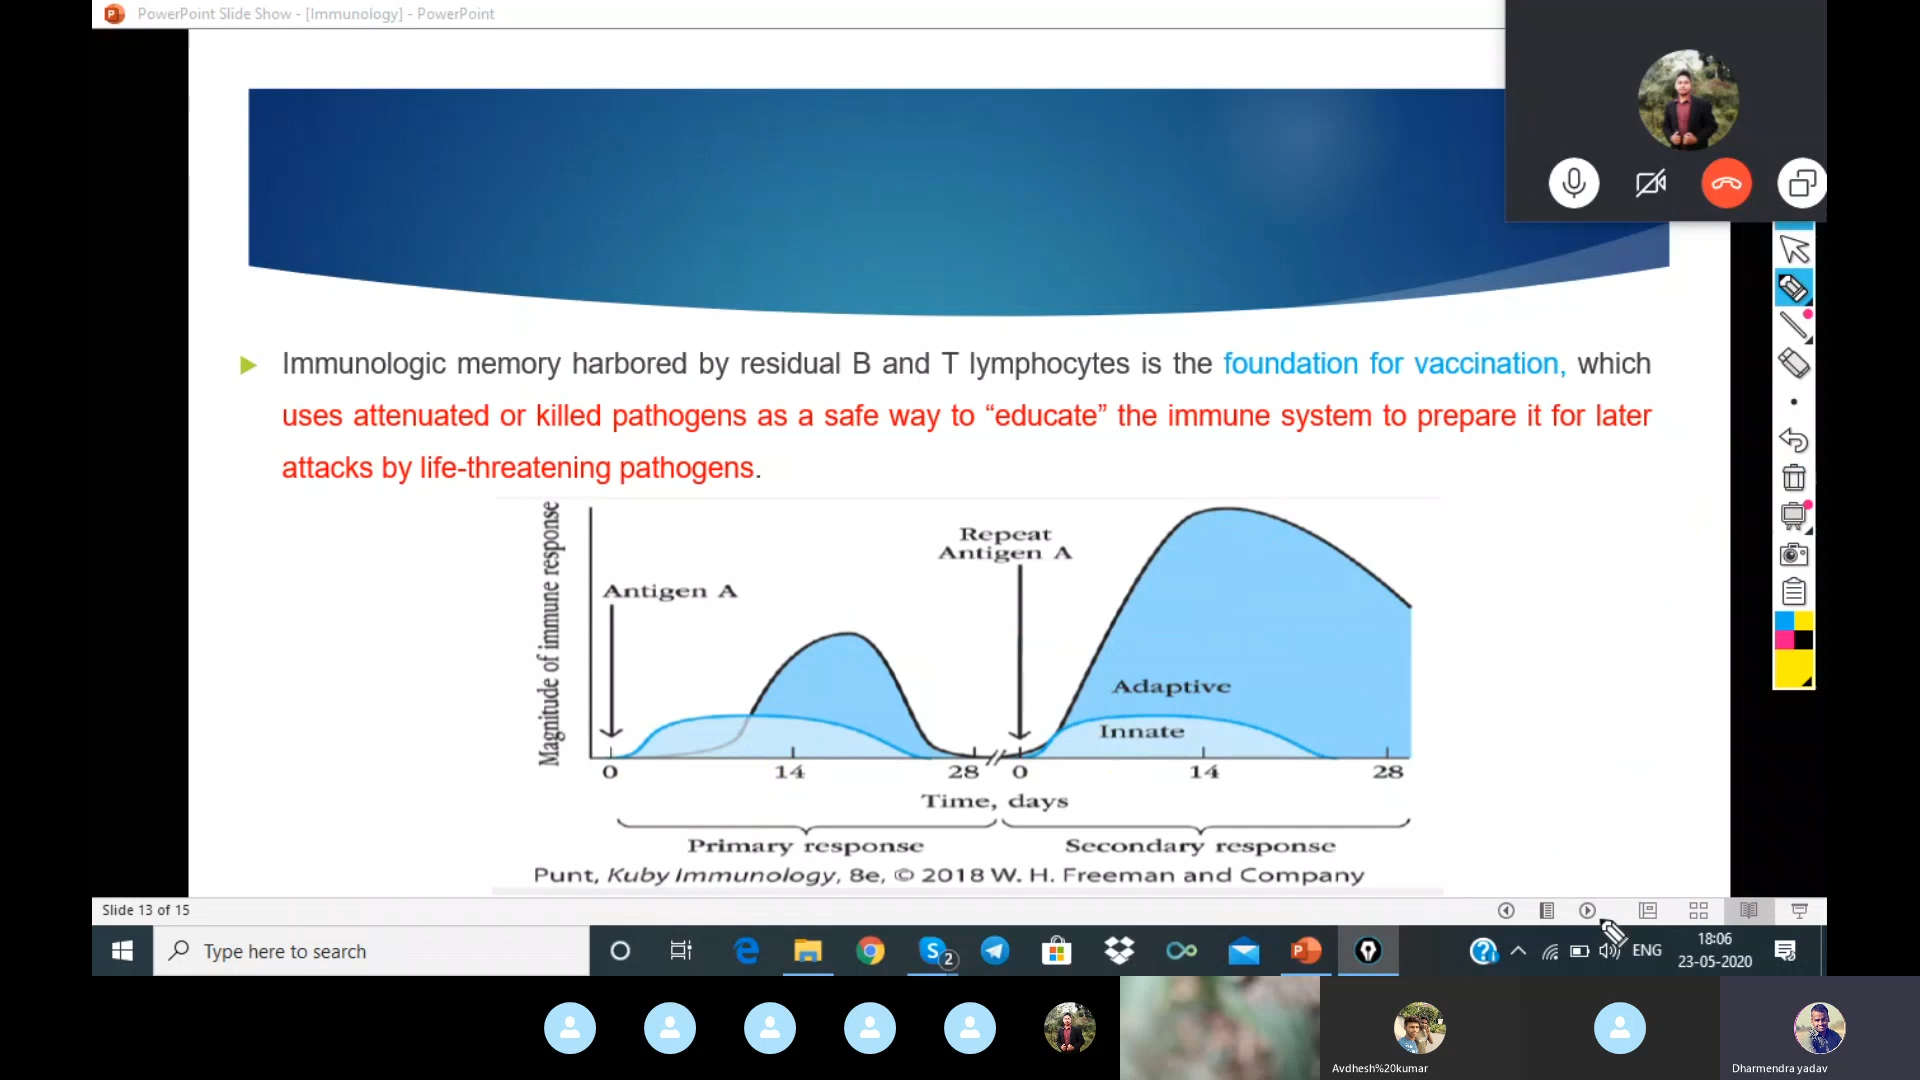 PowerPoint Slide Show - [Immunology] - PowerPoint
Immunologic memory harbored by residual B and T lymphocytes is the foundation for vaccination, which
uses attenuated or killed pathogens as a safe way to “educate” the immune system to prepare it for later
attacks by life-threatening pathogens.
Magnitude of immune response
Antigen A
Repeat
Antigen A
Adaptive
Innate
0 14 28 0 14 28
Time, days
Primary response Secondary response
Punt, Kuby Immunology, 8e, © 2018 W. H. Freeman and Company
Slide 13 of 15
Type here to search
2
ENG
18:06
23-05-2020
Avdhesh%20kumar
Dharmendra yadav